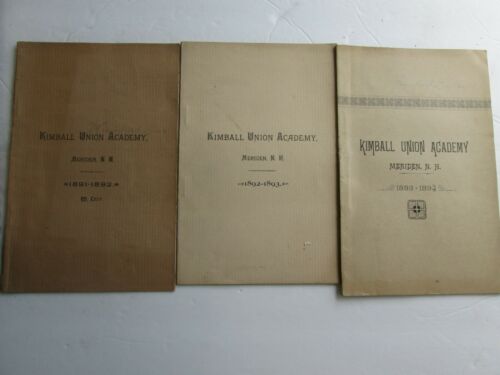 KIMBALL UNION ACADEMY,
MERIDEN, N. H.
1891-1892.
KIMBALL UNION ACADEMY,
MERIDEN, N. H.
1892-1893.
KIMBALL UNION ACADEMY
MERIDEN, N. H.
1893-1894